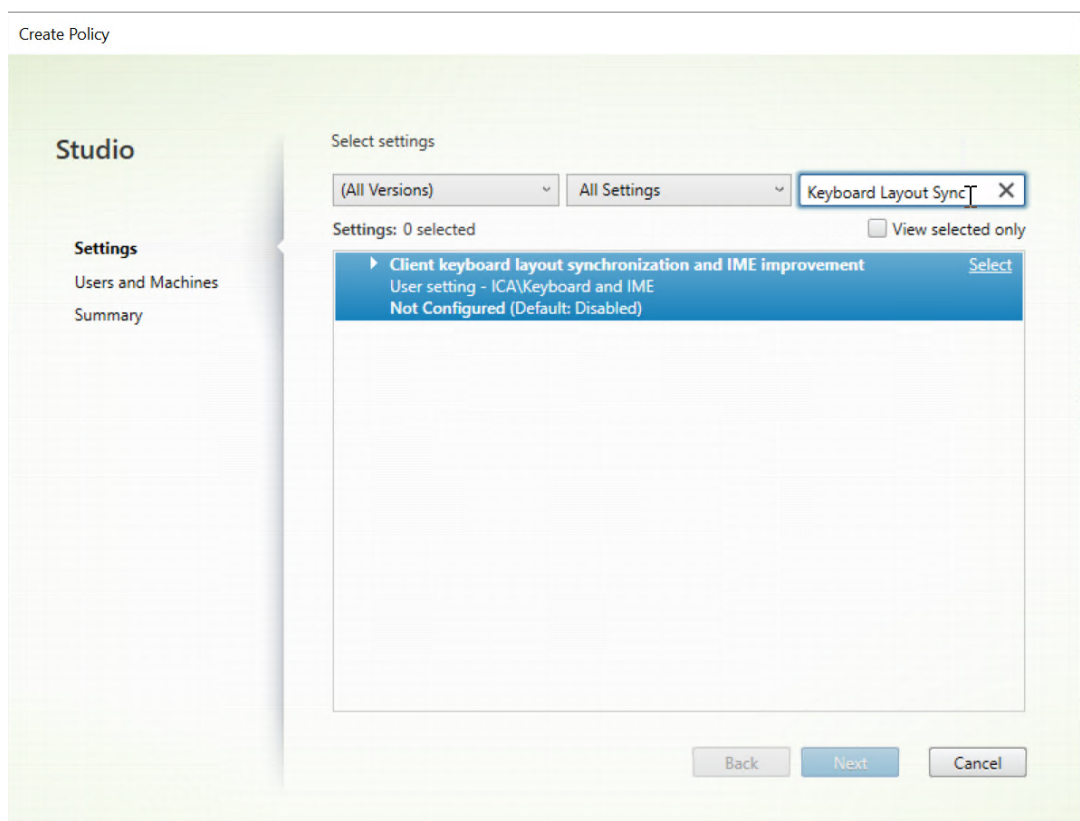 Create Policy
Studio
Settings
Users and Machines
Summary
Select settings
(All Versions)
All Settings
Keyboard Layout Sync
Settings: 0 selected
View selected only
Client keyboard layout synchronization and IME improvement
Select
User setting - ICA\Keyboard and IME
Not Configured (Default: Disabled)
Back
Next
Cancel